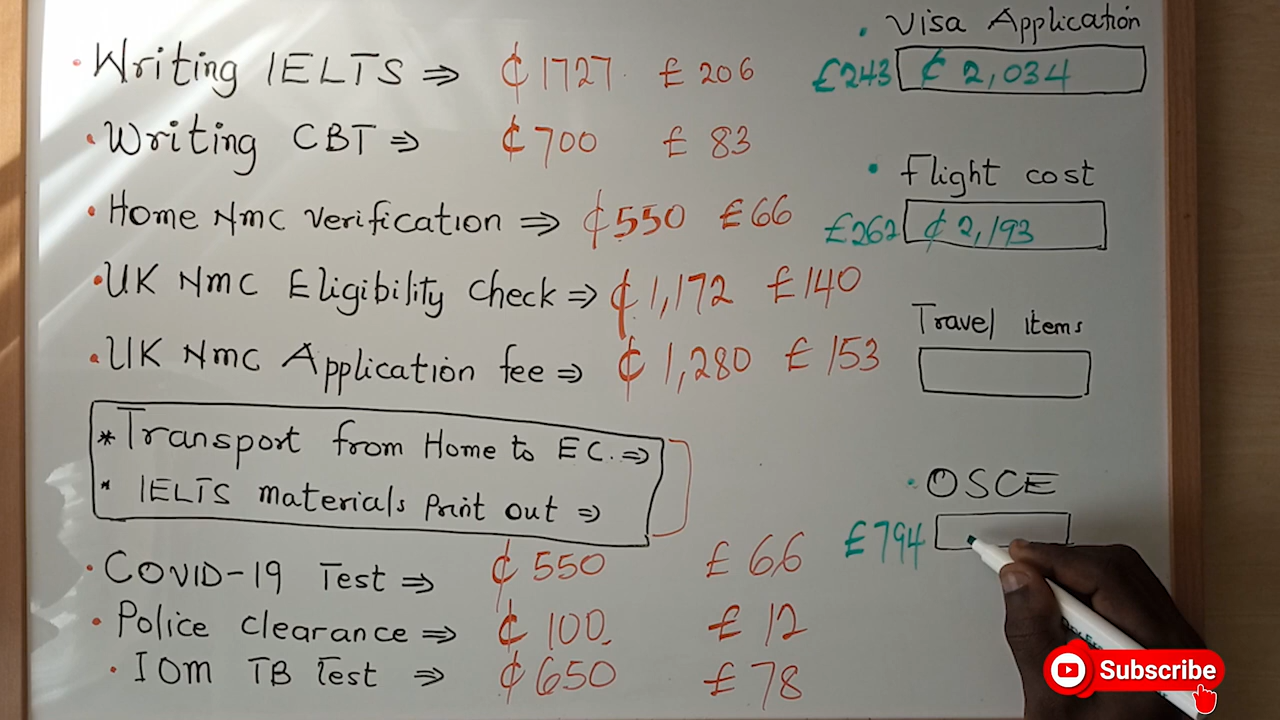 • Writing IELTS ⇒ ₵ 1727 £ 206
• Writing CBT ⇒ ₵ 700 £ 83
• Home NMC verification ⇒ ₵ 550 £ 66
• UK NMC Eligibility Check ⇒ ₵ 1,172 £ 140
• UK NMC Application fee ⇒ ₵ 1,280 £ 153
* Transport from Home to EC. ⇒
* IELTS materials Print out ⇒
• COVID-19 Test ⇒ ₵ 550 £ 66
• Police clearance ⇒ ₵ 100. £ 12
• IOM TB Test ⇒ ₵ 650 £ 78
• Visa Application
£243 ₵ 2,034
• Flight cost
£262 ₵ 2,193
Travel items
• OSCE
£794
Subscribe